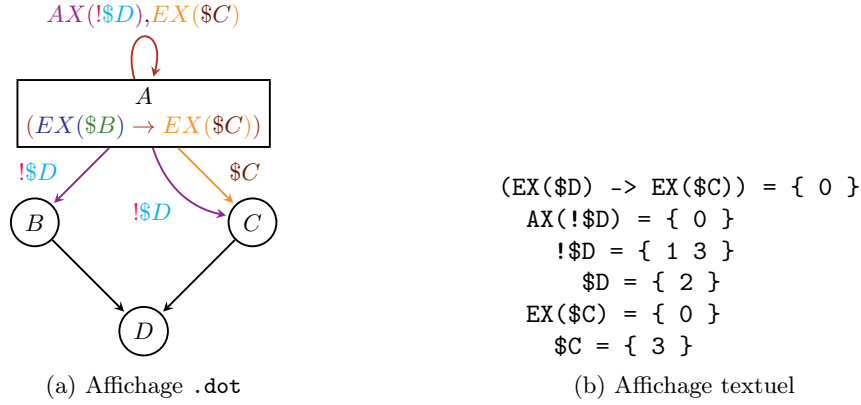 AX(!$D),EX($C)
A
(EX($B) → EX($C))
!$D
$C
!$D
B
C
D
(a) Affichage .dot
(EX($D) -> EX($C)) = { 0 }
AX(!$D) = { 0 }
!$D = { 1 3 }
$D = { 2 }
EX($C) = { 0 }
$C = { 3 }
(b) Affichage textuel